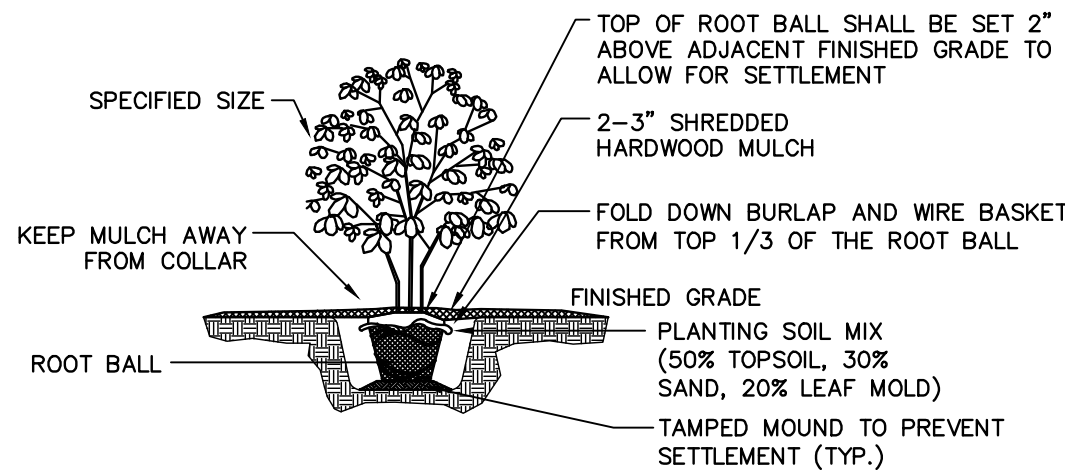 TOP OF ROOT BALL SHALL BE SET 2"
ABOVE ADJACENT FINISHED GRADE TO
ALLOW FOR SETTLEMENT
SPECIFIED SIZE
2-3" SHREDDED
HARDWOOD MULCH
FOLD DOWN BURLAP AND WIRE BASKET
FROM TOP 1/3 OF THE ROOT BALL
KEEP MULCH AWAY
FROM COLLAR
FINISHED GRADE
PLANTING SOIL MIX
(50% TOPSOIL, 30%
SAND, 20% LEAF MOLD)
ROOT BALL
TAMPED MOUND TO PREVENT
SETTLEMENT (TYP.)